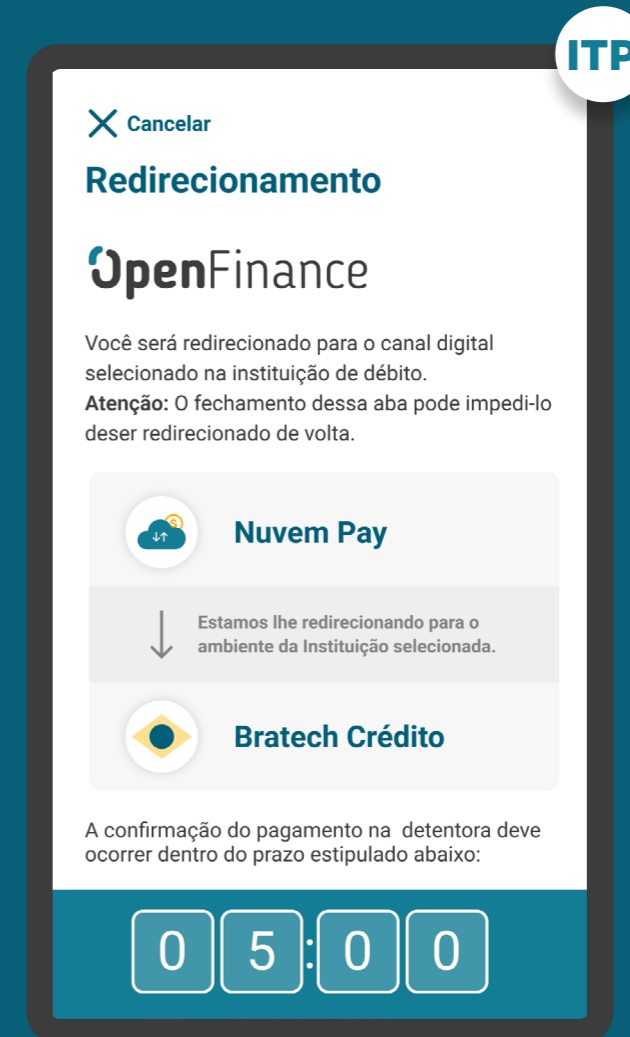 ITP
Cancelar
Redirecionamento
OpenFinance
Você será redirecionado para o canal digital
selecionado na instituição de débito.
Atenção: O fechamento dessa aba pode impedi-lo
deser redirecionado de volta.
Nuvem Pay
Estamos lhe redirecionando para o
ambiente da Instituição selecionada.
Bratech Crédito
A confirmação do pagamento na detentora deve
ocorrer dentro do prazo estipulado abaixo:
05:00